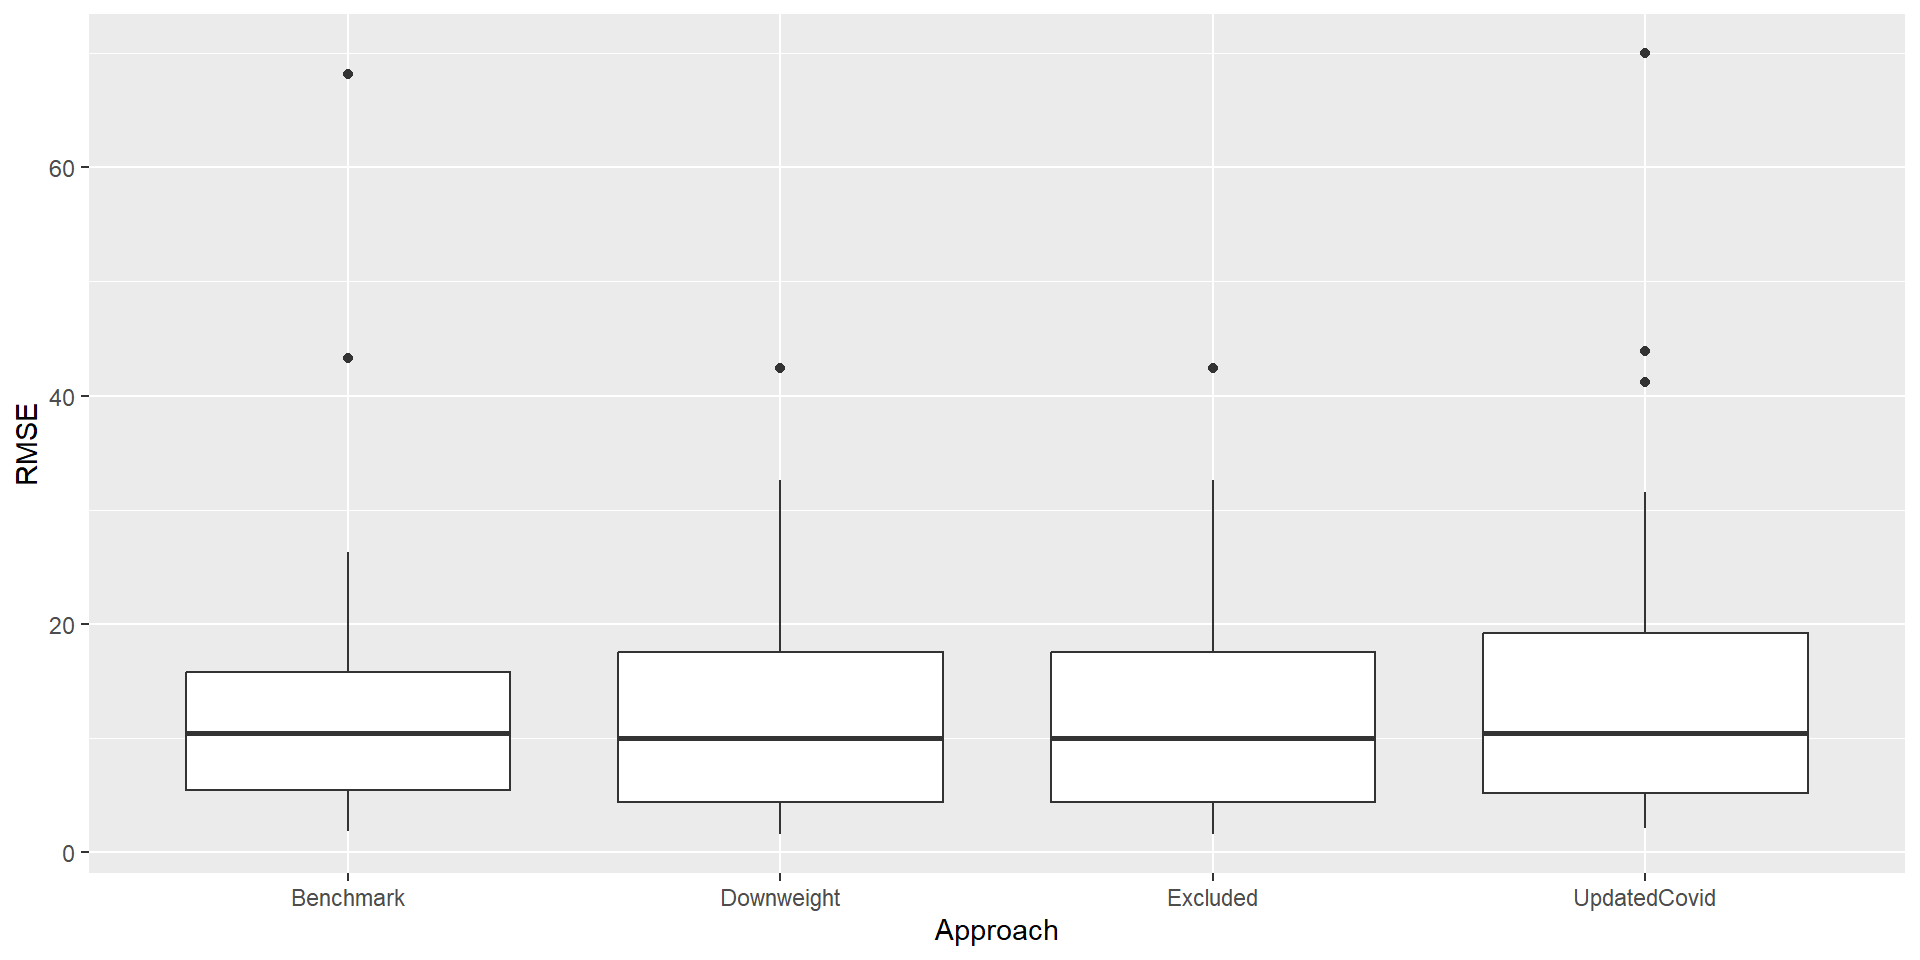 RMSE
60
40
20
0
Benchmark
Downweight
Excluded
UpdatedCovid
Approach